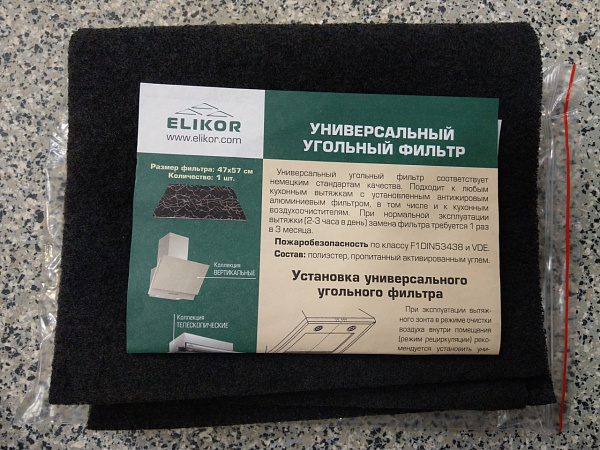 ELIKOR
www.elikor.com
УНИВЕРСАЛЬНЫЙ
УГОЛЬНЫЙ ФИЛЬТР
Размер фильтра: 47х57 см
Количество: 1 шт.
Универсальный угольный фильтр соответствует
немецким стандартам качества. Подходит к любым
кухонным вытяжкам с установленным антижировым
алюминиевым фильтром, в том числе и к кухонным
воздухоочистителям. При нормальной эксплуатации
вытяжки (2-3 часа в день) замена фильтра требуется 1 раз
в 3 месяца.
Пожаробезопасность по классу F1DIN53438 и VDE.
Состав: полиэстер, пропитанный активированным углем.
Коллекция
ВЕРТИКАЛЬНЫЕ
Установка универсального
угольного фильтра
Коллекция
ТЕЛЕСКОПИЧЕСКИЕ
При эксплуатации вытяж-
ного зонта в режиме очистки
воздуха внутри помещения
(режим рециркуляции) реко-
мендуется установить уни-